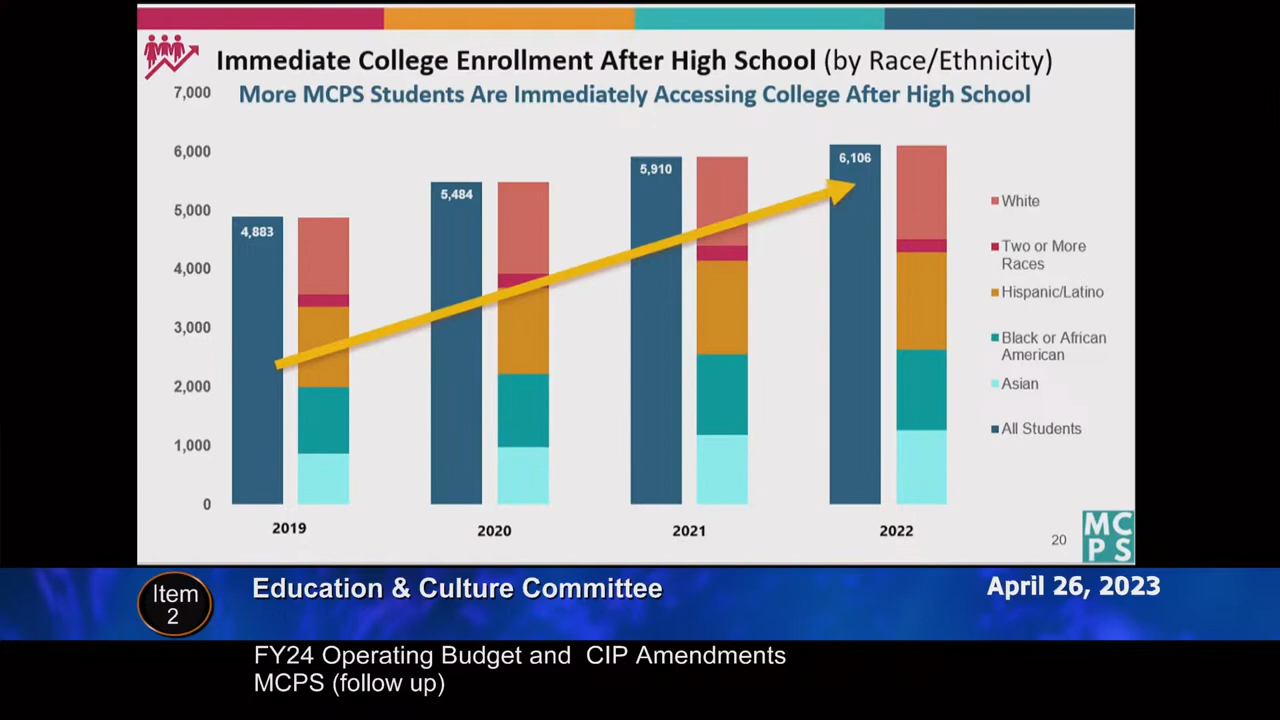 Immediate College Enrollment After High School (by Race/Ethnicity)
More MCPS Students Are Immediately Accessing College After High School
7,000
6,000
5,000
4,000
3,000
2,000
1,000
0
4,883
5,484
5,910
6,106
2019
2020
2021
2022
White
Two or More
Races
Hispanic/Latino
Black or African
American
Asian
All Students
20
MC
PS
Item
2
Education & Culture Committee
April 26, 2023
FY24 Operating Budget and CIP Amendments
MCPS (follow up)